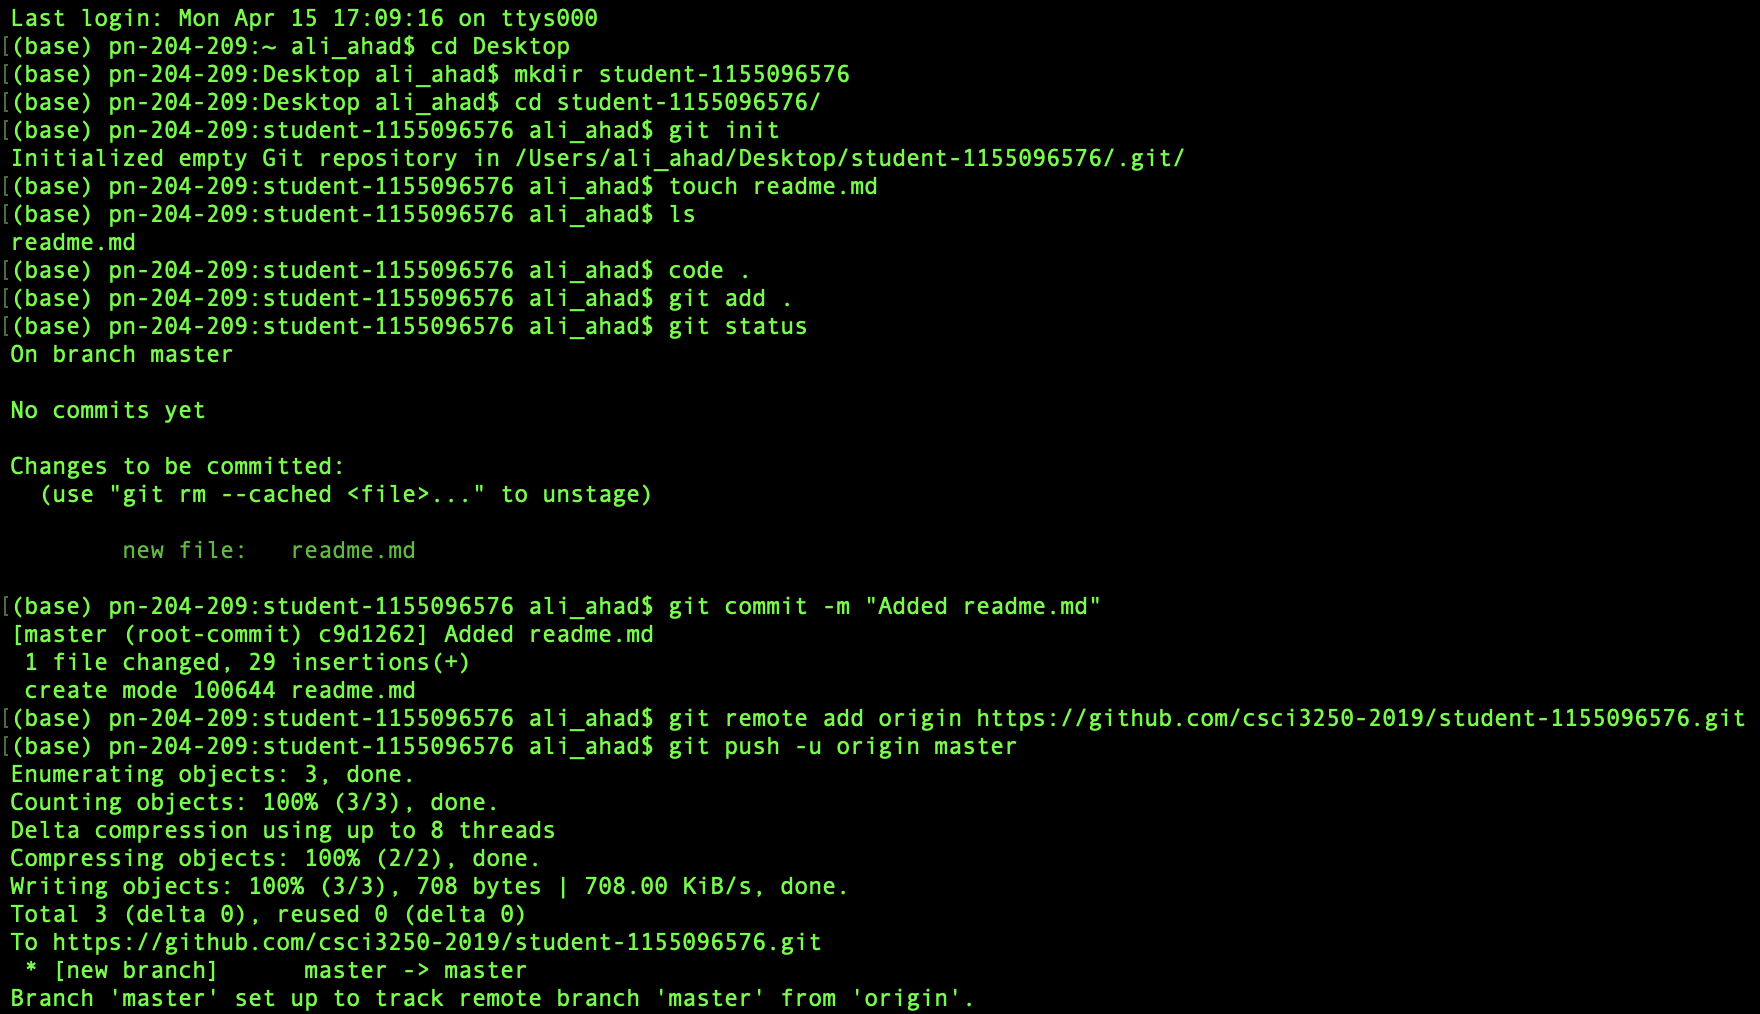 Last login: Mon Apr 15 17:09:16 on ttys000
[(base) pn-204-209:~ ali_ahad$ cd Desktop
[(base) pn-204-209:Desktop ali_ahad$ mkdir student-1155096576
[(base) pn-204-209:Desktop ali_ahad$ cd student-1155096576/
[(base) pn-204-209:student-1155096576 ali_ahad$ git init
Initialized empty Git repository in /Users/ali_ahad/Desktop/student-1155096576/.git/
[(base) pn-204-209:student-1155096576 ali_ahad$ touch readme.md
[(base) pn-204-209:student-1155096576 ali_ahad$ ls
readme.md
[(base) pn-204-209:student-1155096576 ali_ahad$ code .
[(base) pn-204-209:student-1155096576 ali_ahad$ git add .
[(base) pn-204-209:student-1155096576 ali_ahad$ git status
On branch master
No commits yet
Changes to be committed:
(use "git rm --cached <file>..." to unstage)
new file: readme.md
[(base) pn-204-209:student-1155096576 ali_ahad$ git commit -m "Added readme.md"
[master (root-commit) c9d1262] Added readme.md
1 file changed, 29 insertions(+)
create mode 100644 readme.md
[(base) pn-204-209:student-1155096576 ali_ahad$ git remote add origin https://github.com/csci3250-2019/student-1155096576.git
[(base) pn-204-209:student-1155096576 ali_ahad$ git push -u origin master
Enumerating objects: 3, done.
Counting objects: 100% (3/3), done.
Delta compression using up to 8 threads
Compressing objects: 100% (2/2), done.
Writing objects: 100% (3/3), 708 bytes | 708.00 KiB/s, done.
Total 3 (delta 0), reused 0 (delta 0)
To https://github.com/csci3250-2019/student-1155096576.git
* [new branch] master -> master
Branch 'master' set up to track remote branch 'master' from 'origin'.